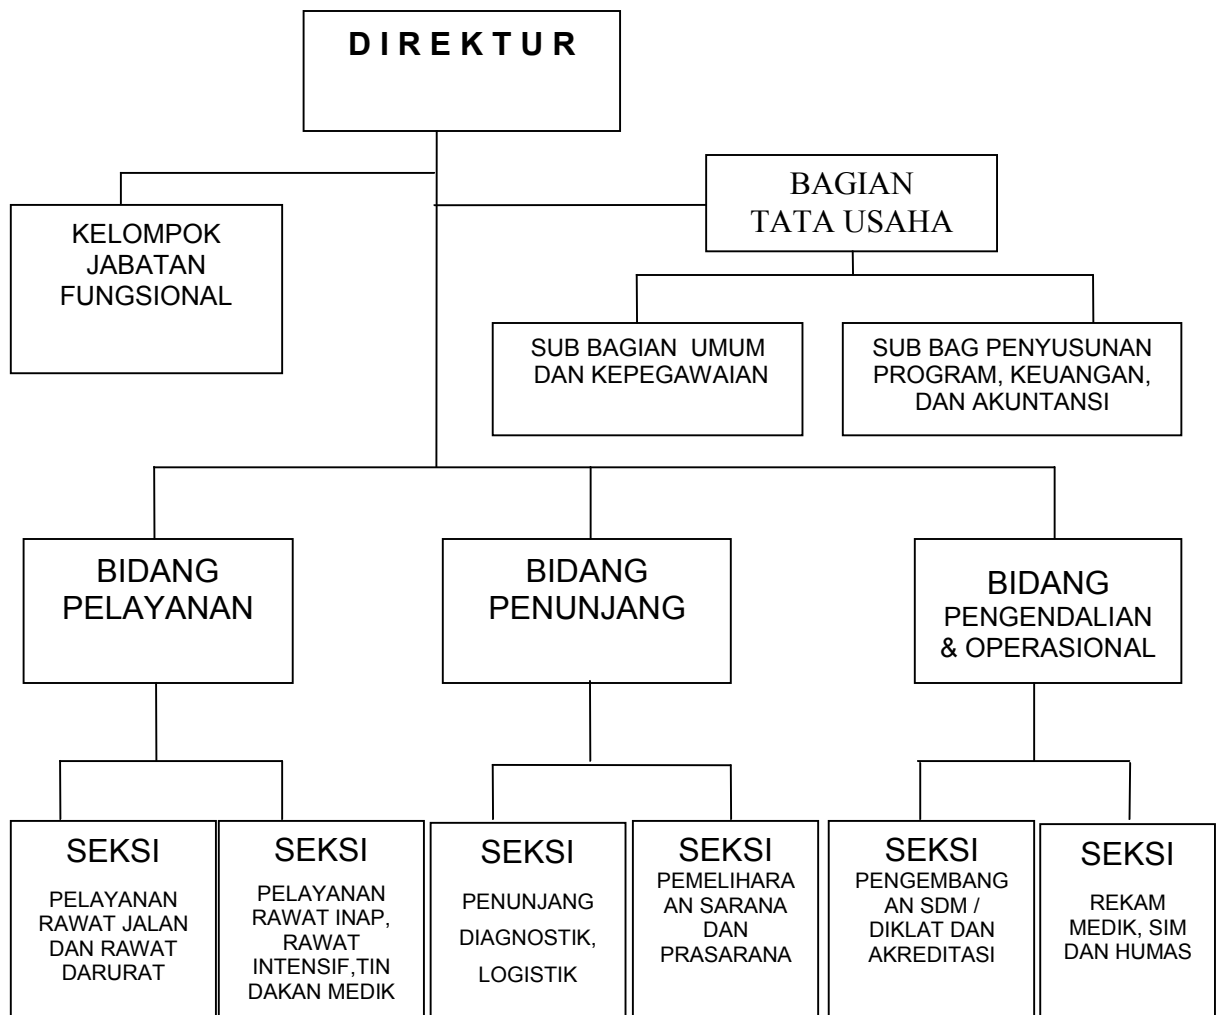 D I R E K T U R
BAGIAN
TATA USAHA
KELOMPOK
JABATAN
FUNGSIONAL
SUB BAGIAN UMUM
DAN KEPEGAWAIAN
SUB BAG PENYUSUNAN
PROGRAM, KEUANGAN,
DAN AKUNTANSI
BIDANG
PELAYANAN
BIDANG
PENUNJANG
BIDANG
PENGENDALIAN
& OPERASIONAL
SEKSI
PELAYANAN
RAWAT JALAN
DAN RAWAT
DARURAT
SEKSI
PELAYANAN
RAWAT INAP,
RAWAT
INTENSIF,TIN
DAKAN MEDIK
SEKSI
PENUNJANG
DIAGNOSTIK,
LOGISTIK
SEKSI
PEMELIHARA
AN SARANA
DAN
PRASARANA
SEKSI
PENGEMBANG
AN SDM /
DIKLAT DAN
AKREDITASI
SEKSI
REKAM
MEDIK, SIM
DAN HUMAS